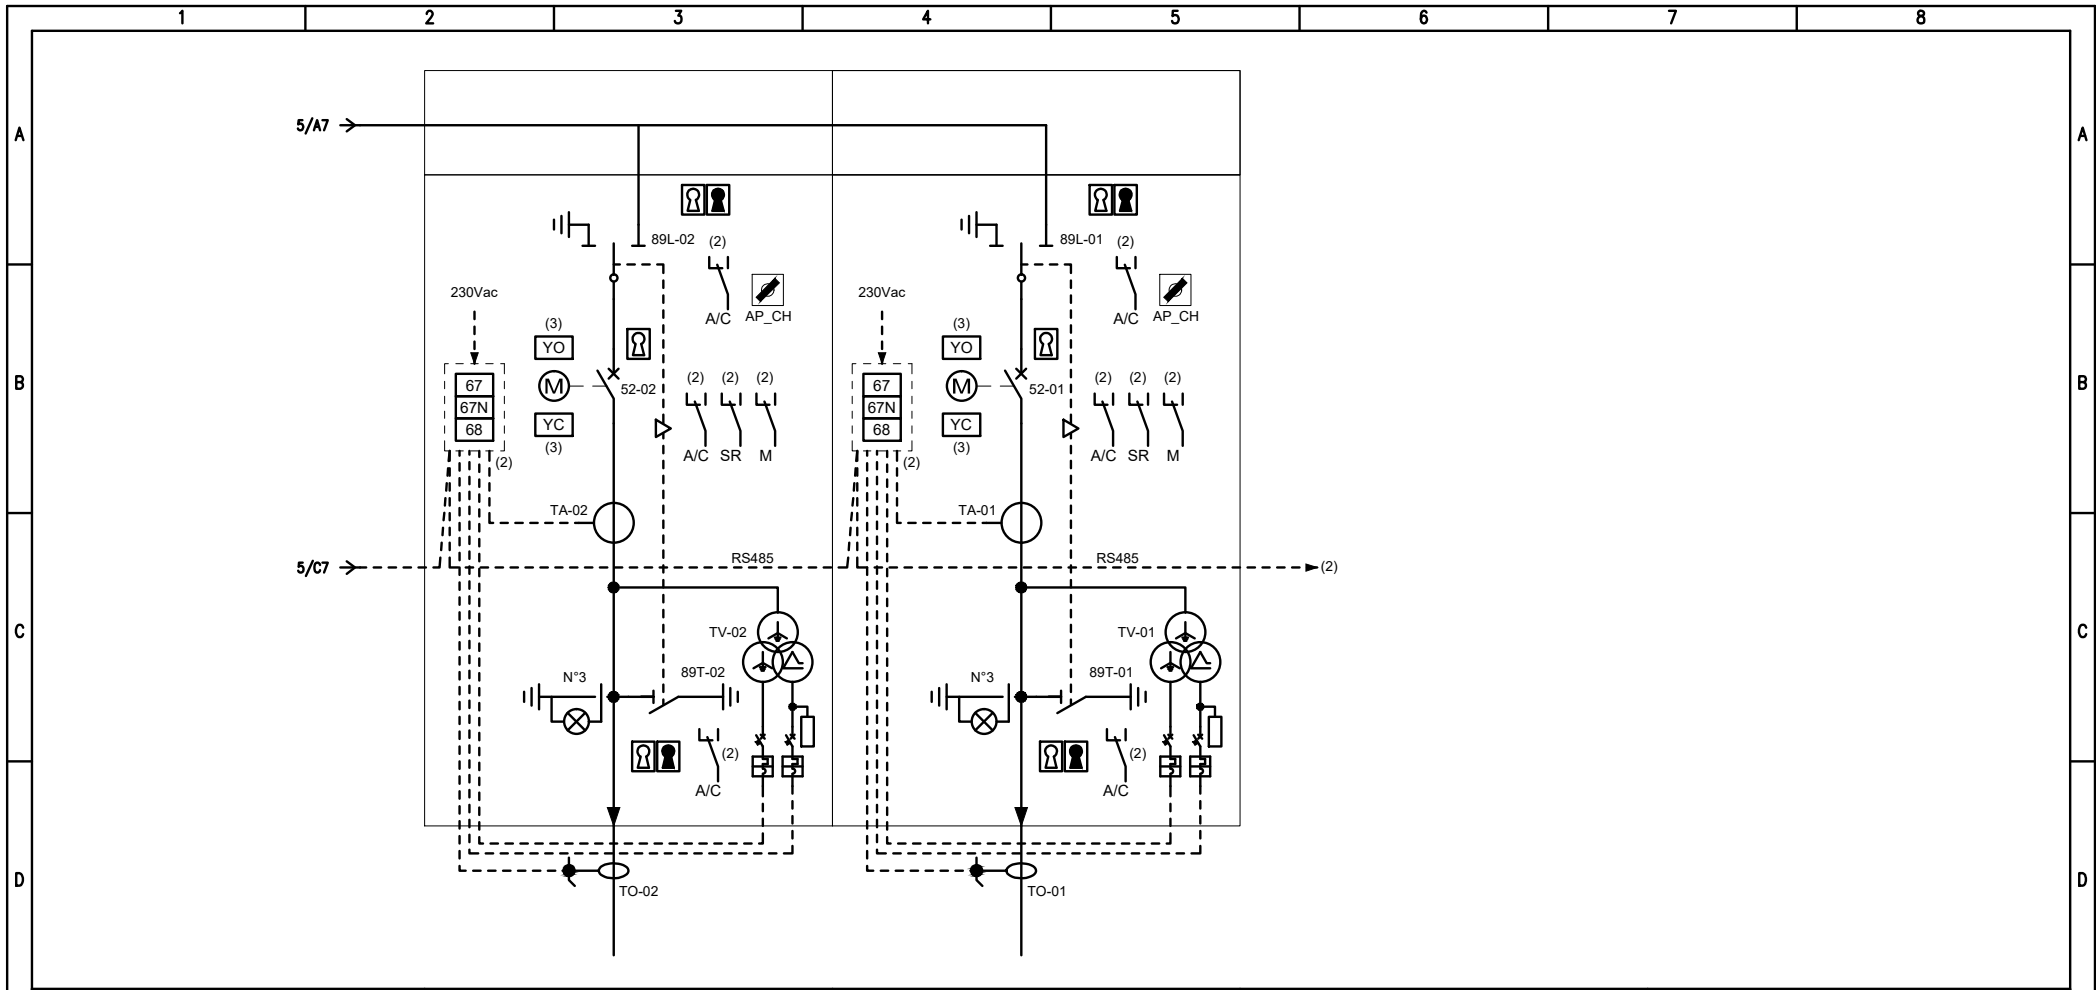 1 2 3 4 5 6 7 8
A A
5/A7
89L-02 (2) 89L-01 (2)
230Vac 230Vac
A/C AP_CH A/C AP_CH
(3) (3)
YO YO
B B
67 M 52-02 (2) (2) (2) 67 M 52-01 (2) (2) (2)
67N 67N
68 YC 68 YC
(3) (3)
(2) A/C SR M (2) A/C SR M
TA-02 TA-01
RS485 RS485
5/C7 (2)
C C
TV-02 TV-01
N°3 89T-02 N°3 89T-01
(2) (2)
A/C A/C
D D
TO-02 TO-01